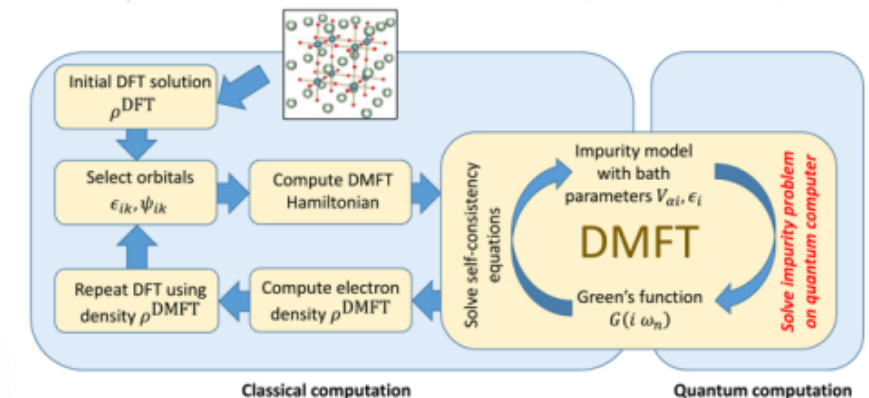 Initial DFT solution
ρ^DFT
Select orbitals
ϵ_ik, ψ_ik
Compute DMFT
Hamiltonian
Repeat DFT using
density ρ^DMFT
Compute electron
density ρ^DMFT
Solve self-consistency
equations
Impurity model
with bath
parameters V_αi, ϵ_i
DMFT
Green's function
G(i ω_n)
Solve impurity problem
on quantum computer
Classical computation
Quantum computation